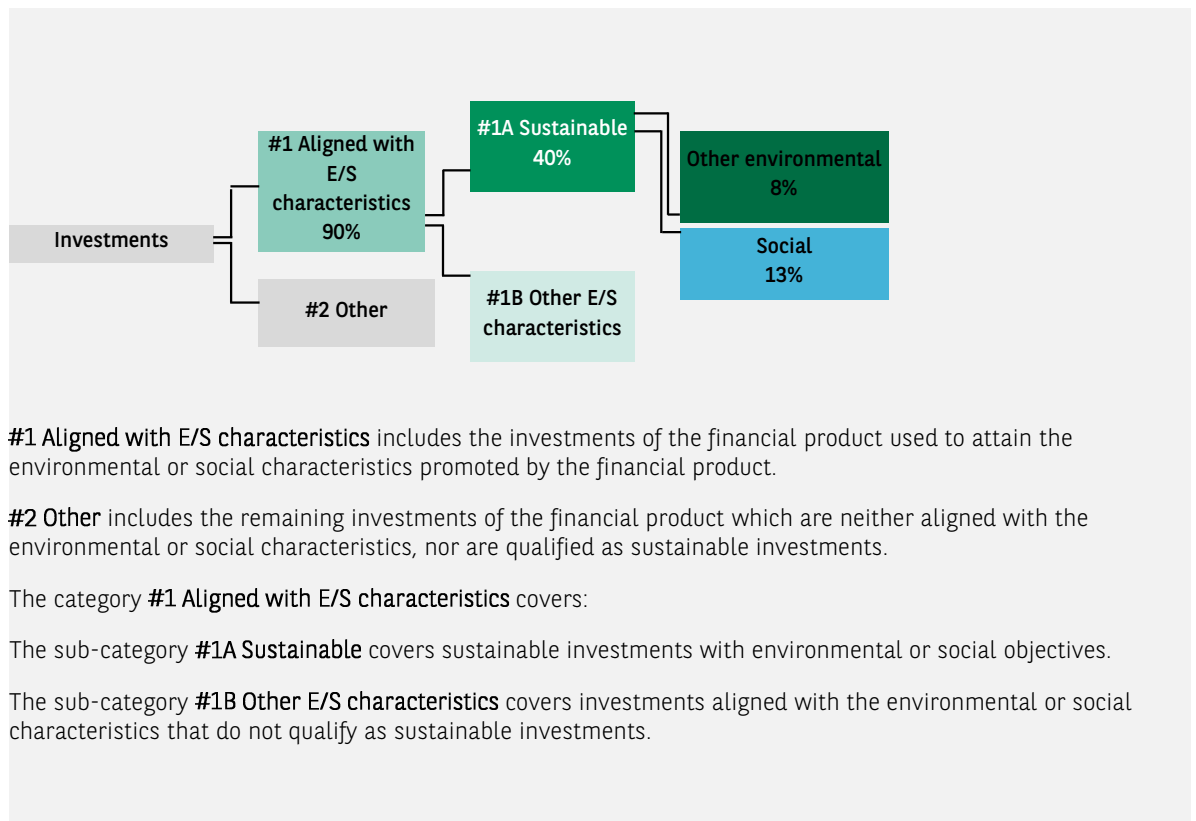 #1A Sustainable
40%
#1 Aligned with
E/S
characteristics
90%
Other environmental
8%
Investments
Social
13%
#2 Other
#1B Other E/S
characteristics
#1 Aligned with E/S characteristics includes the investments of the financial product used to attain the
environmental or social characteristics promoted by the financial product.
#2 Other includes the remaining investments of the financial product which are neither aligned with the
environmental or social characteristics, nor are qualified as sustainable investments.
The category #1 Aligned with E/S characteristics covers:
The sub-category #1A Sustainable covers sustainable investments with environmental or social objectives.
The sub-category #1B Other E/S characteristics covers investments aligned with the environmental or social
characteristics that do not qualify as sustainable investments.